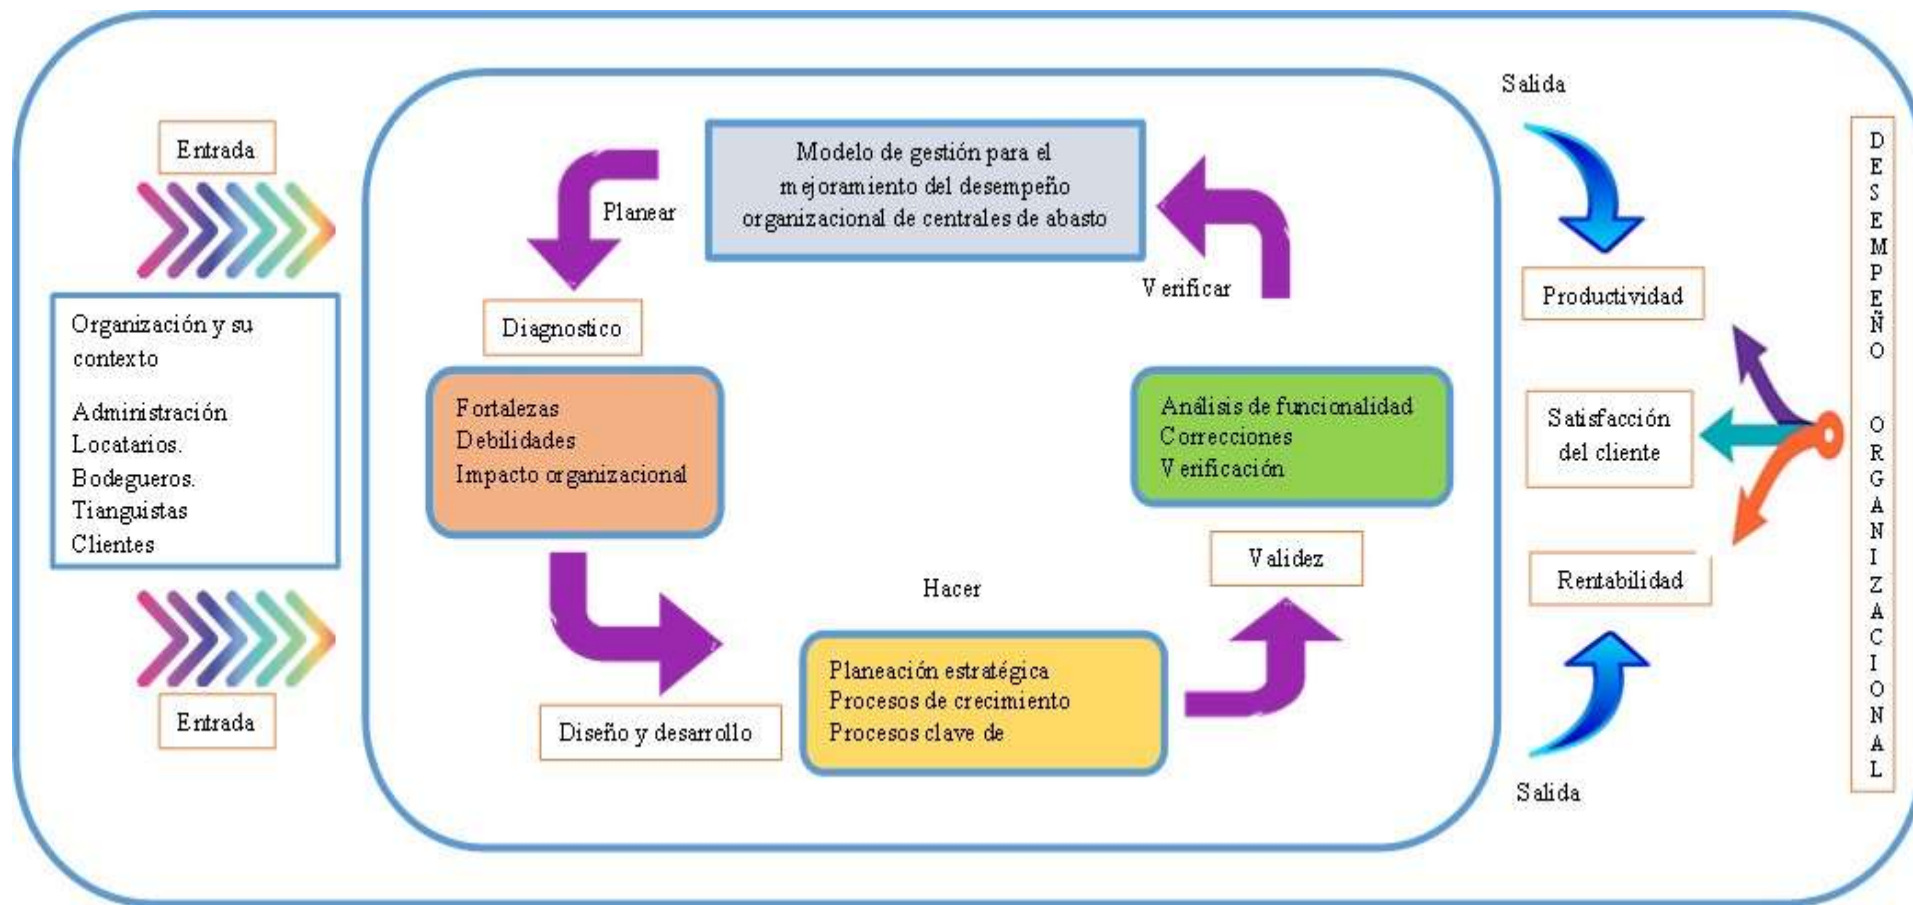 Entrada
Organización y su
contexto
Administración
Locatarios.
Bodegueros.
Tianguistas
Clientes
Entrada
Modelo de gestión para el
mejoramiento del desempeño
organizacional de centrales de abasto
Planear
Diagnostico
Fortalezas
Debilidades
Impacto organizacional
Diseño y desarrollo
Hacer
Planeación estratégica
Procesos de crecimiento
Procesos clave de
Validez
Análisis de funcionalidad
Correcciones
Verificación
Verificar
Salida
Productividad
Satisfacción
del cliente
Rentabilidad
Salida
DESEMPEÑO ORGANIZACIONAL